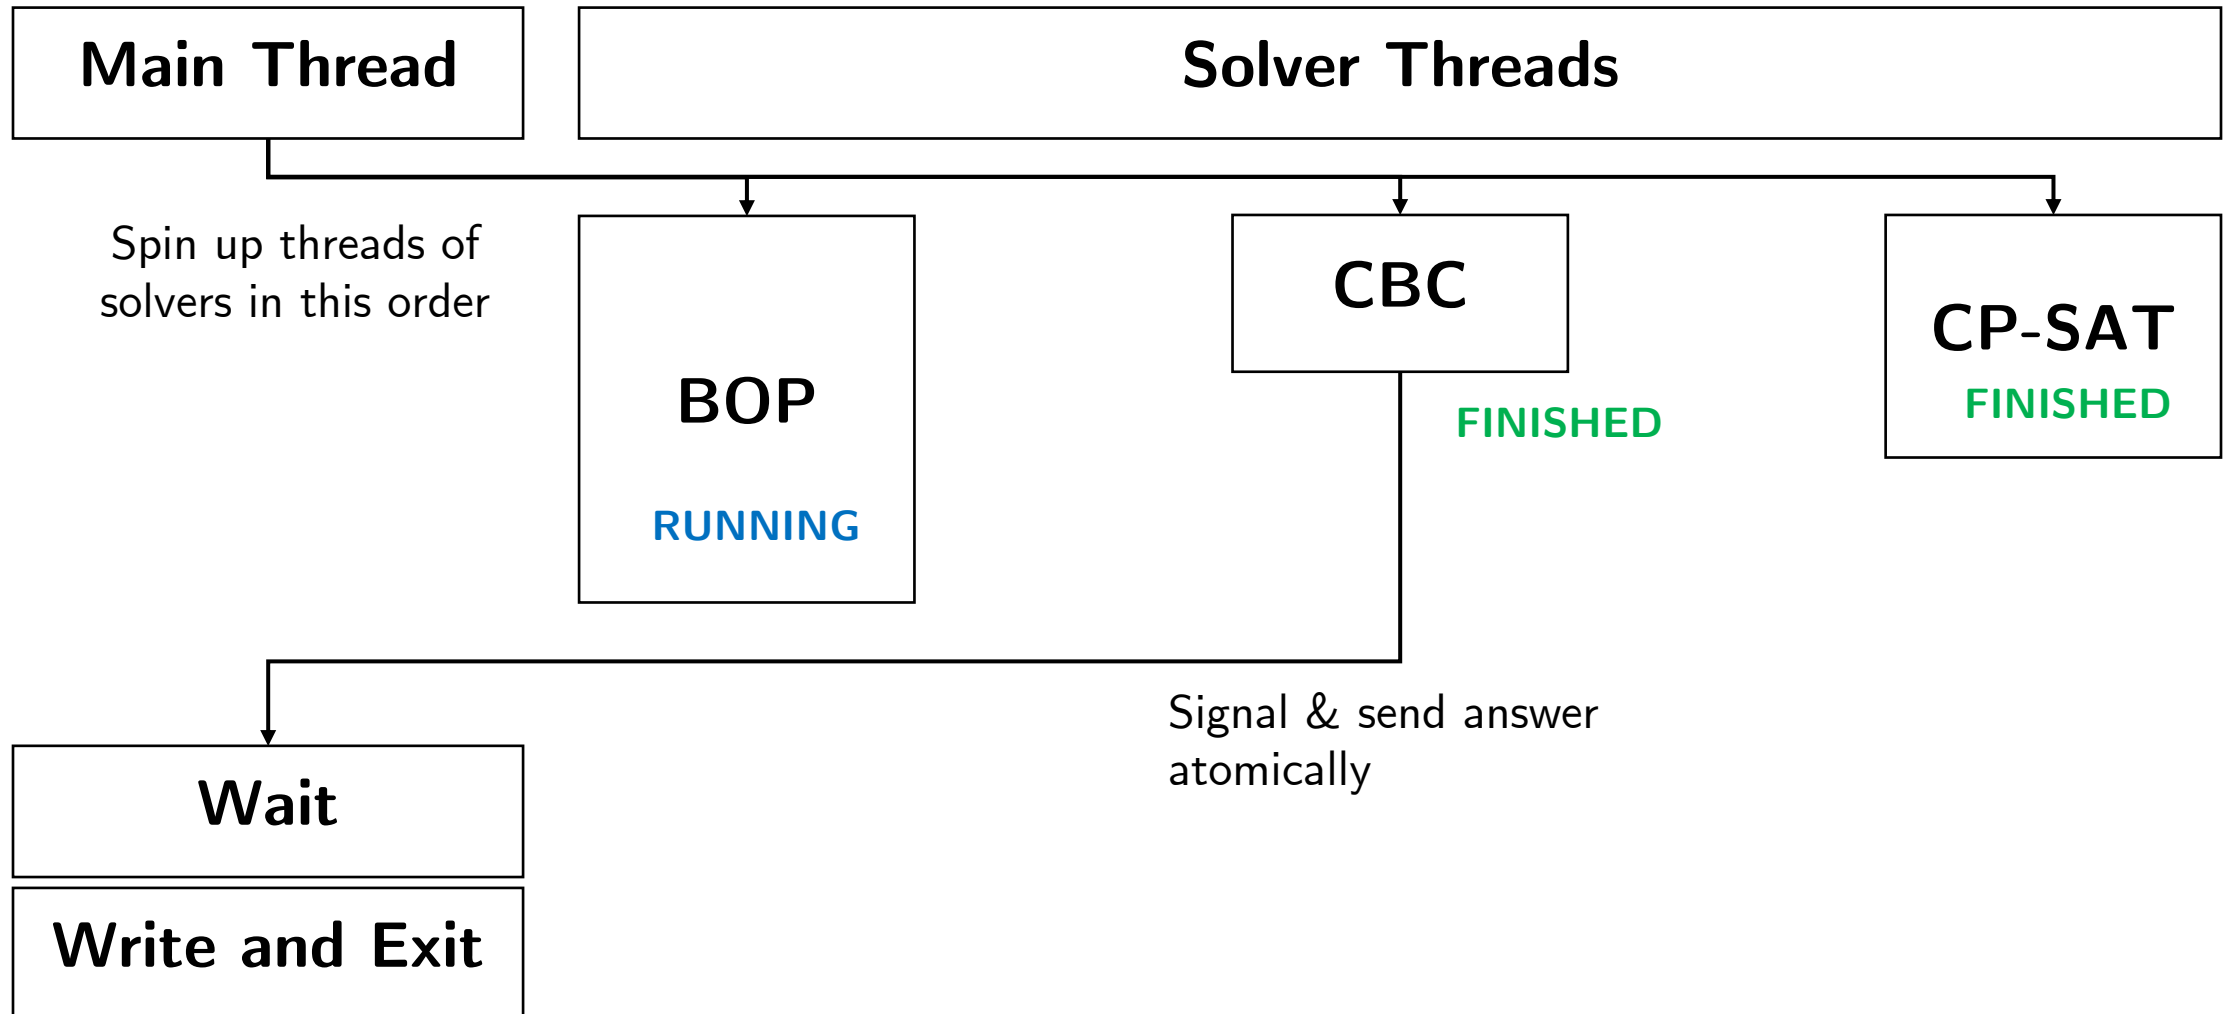 Main Thread
Solver Threads
Spin up threads of
solvers in this order
BOP
RUNNING
CBC
FINISHED
CP-SAT
FINISHED
Signal & send answer
atomically
Wait
Write and Exit